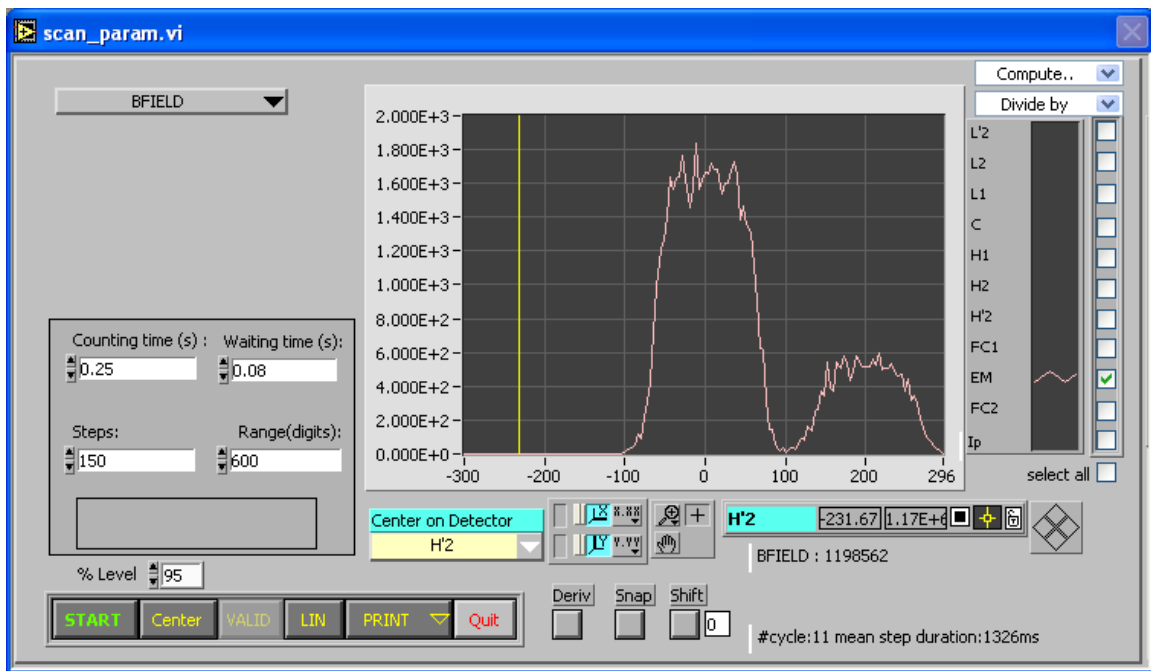 scan_param.vi
Compute..
BFIELD
Divide by
2.000E+3
1.800E+3
1.600E+3
1.400E+3
1.200E+3
1.000E+3
8.000E+2
6.000E+2
4.000E+2
2.000E+2
0.000E+0
-300
-200
-100
0
100
200
296
L'2
L2
L1
C
H1
H2
H'2
FC1
EM
FC2
Ip
select all
Counting time (s) :
Waiting time (s):
0.25
0.08
Steps:
Range(digits):
150
600
% Level
95
Center on Detector
H'2
X.XX
Y.YY
H'2
-231.67
1.17E+6
BFIELD : 1198562
START
Center
VALID
LIN
PRINT
Quit
Deriv
Snap
Shift
0
#cycle:11 mean step duration:1326ms